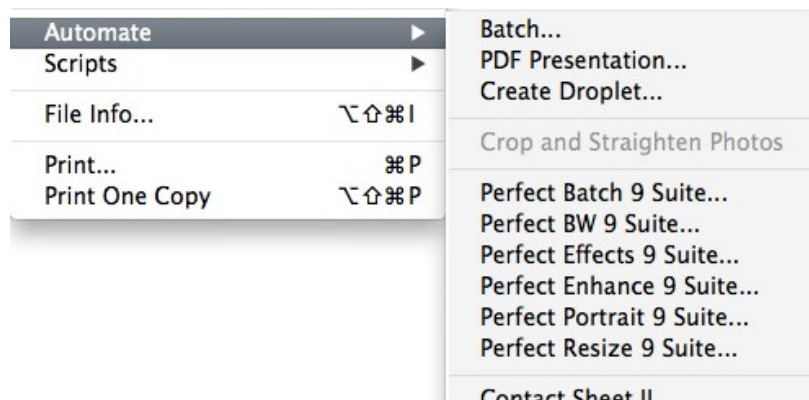 Automate ▶
Scripts ▶
File Info... ⌥⇧⌘I
Print... ⌘P
Print One Copy ⌥⇧⌘P
Batch...
PDF Presentation...
Create Droplet...
Crop and Straighten Photos
Perfect Batch 9 Suite...
Perfect BW 9 Suite...
Perfect Effects 9 Suite...
Perfect Enhance 9 Suite...
Perfect Portrait 9 Suite...
Perfect Resize 9 Suite...
Contact Sheet II